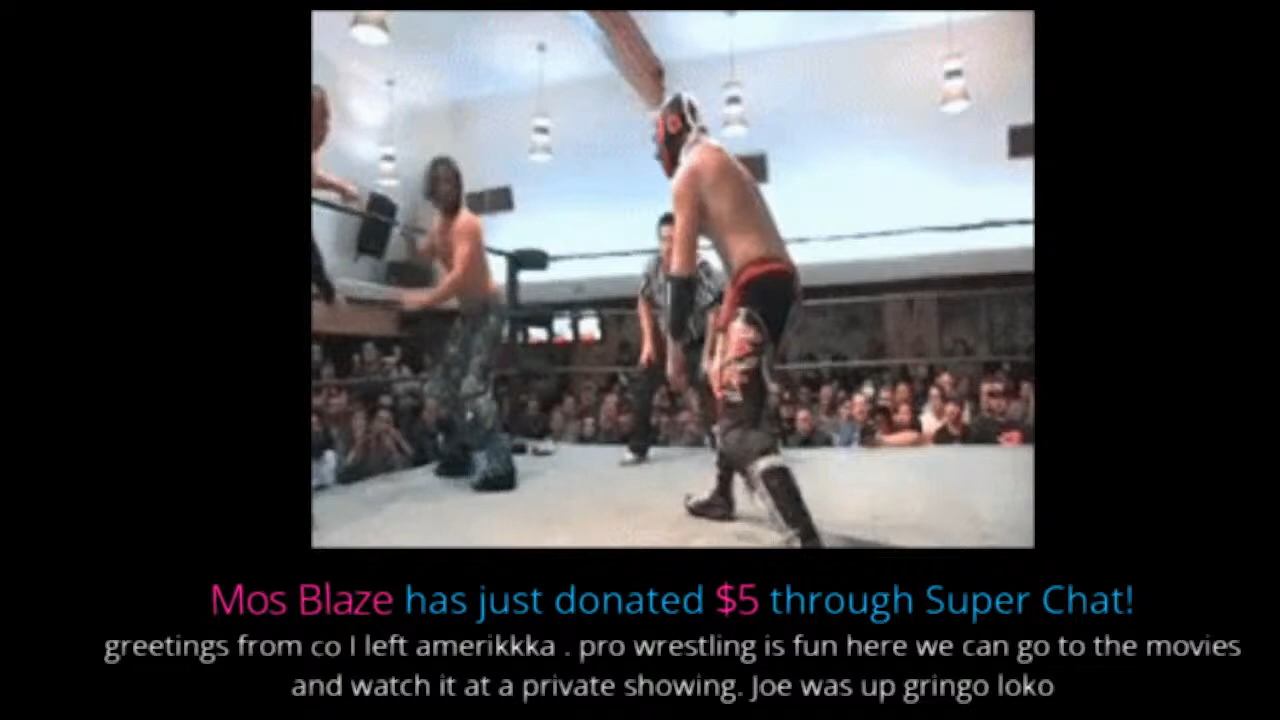 Mos Blaze has just donated $5 through Super Chat!
greetings from co I left amerikkka . pro wrestling is fun here we can go to the movies
and watch it at a private showing. Joe was up gringo loko